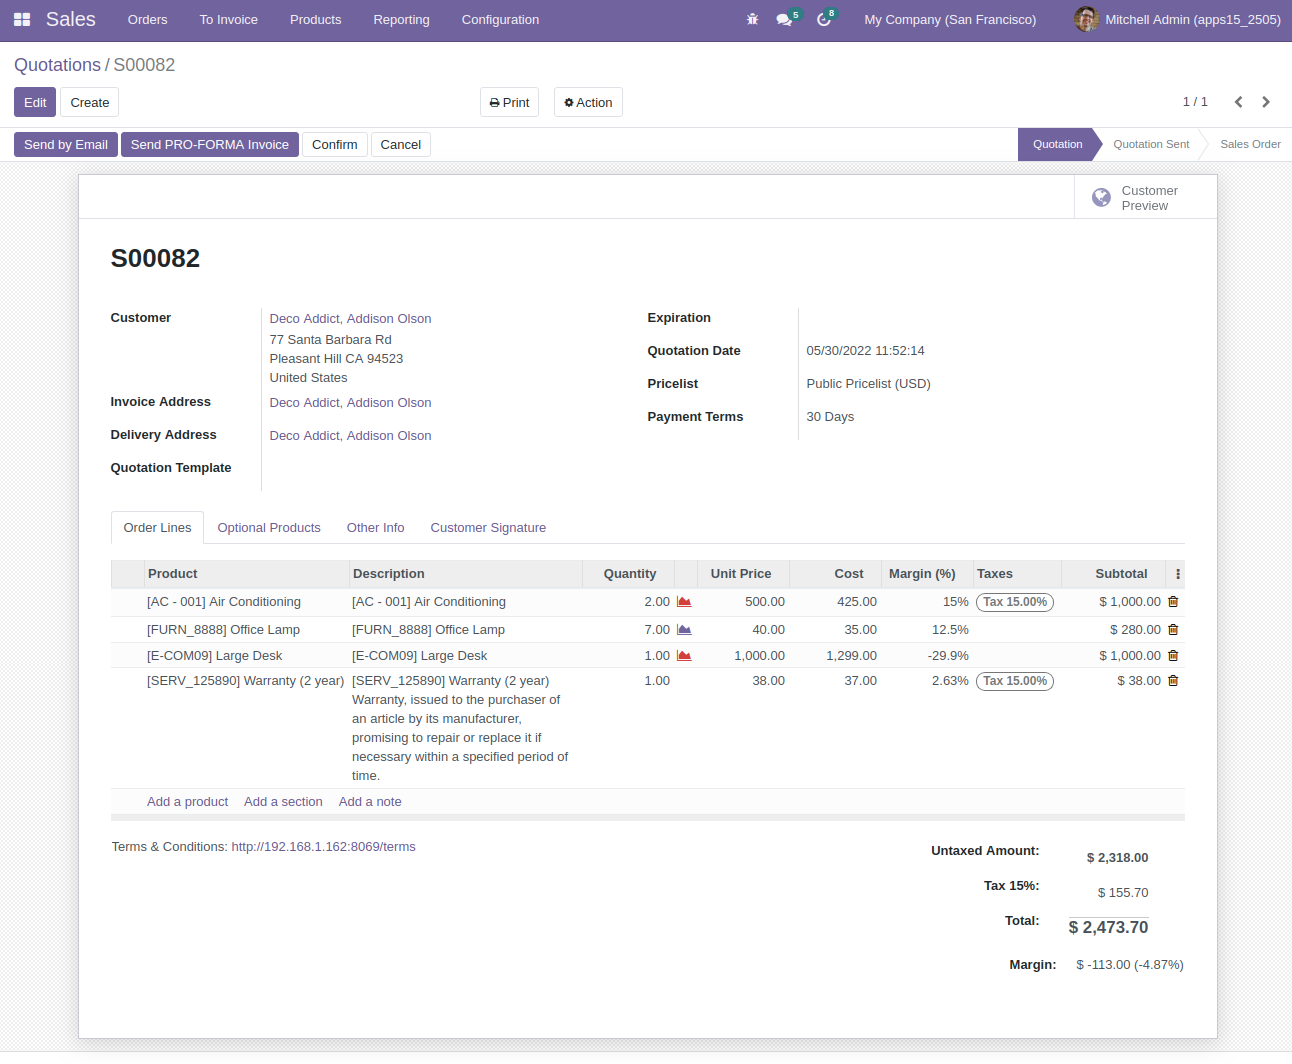 Sales Orders To Invoice Products Reporting Configuration 5 8 My Company (San Francisco) Mitchell Admin (apps15_2505)
Quotations / S00082
Edit Create Print Action 1 / 1
Send by Email Send PRO-FORMA Invoice Confirm Cancel Quotation Quotation Sent Sales Order
Customer
Preview
S00082
Customer Deco Addict, Addison Olson
77 Santa Barbara Rd
Pleasant Hill CA 94523
United States
Invoice Address Deco Addict, Addison Olson
Delivery Address Deco Addict, Addison Olson
Quotation Template
Expiration
Quotation Date 05/30/2022 11:52:14
Pricelist Public Pricelist (USD)
Payment Terms 30 Days
Order Lines Optional Products Other Info Customer Signature
Product Description Quantity Unit Price Cost Margin (%) Taxes Subtotal
[AC - 001] Air Conditioning [AC - 001] Air Conditioning 2.00 500.00 425.00 15% Tax 15.00% $ 1,000.00
[FURN_8888] Office Lamp [FURN_8888] Office Lamp 7.00 40.00 35.00 12.5% $ 280.00
[E-COM09] Large Desk [E-COM09] Large Desk 1.00 1,000.00 1,299.00 -29.9% $ 1,000.00
[SERV_125890] Warranty (2 year) [SERV_125890] Warranty (2 year) 1.00 38.00 37.00 2.63% Tax 15.00% $ 38.00
Warranty, issued to the purchaser of
an article by its manufacturer,
promising to repair or replace it if
necessary within a specified period of
time.
Add a product Add a section Add a note
Terms & Conditions: http://192.168.1.162:8069/terms
Untaxed Amount: $ 2,318.00
Tax 15%: $ 155.70
Total: $ 2,473.70
Margin: $ -113.00 (-4.87%)